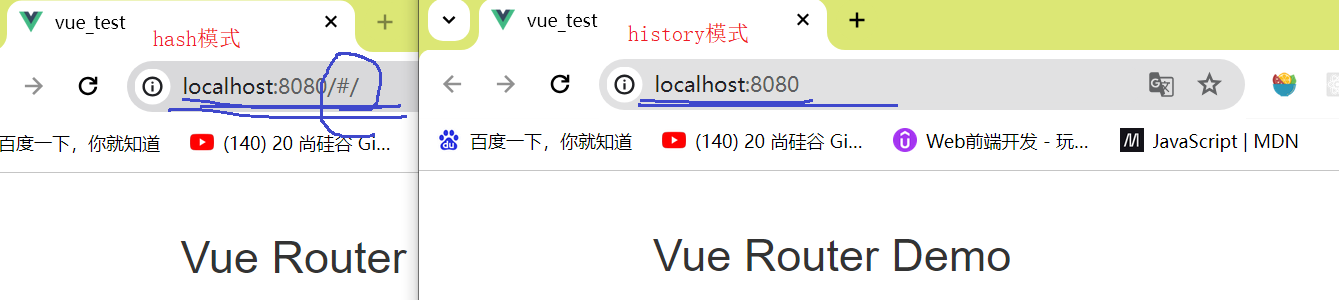 vue_test
hash模式
localhost:8080/#/
百度一下，你就知道
(140) 20 尚硅谷 Gi...
Vue Router
vue_test
history模式
localhost:8080
百度一下，你就知道
(140) 20 尚硅谷 Gi...
Web前端开发 - 玩...
JavaScript | MDN
Vue Router Demo